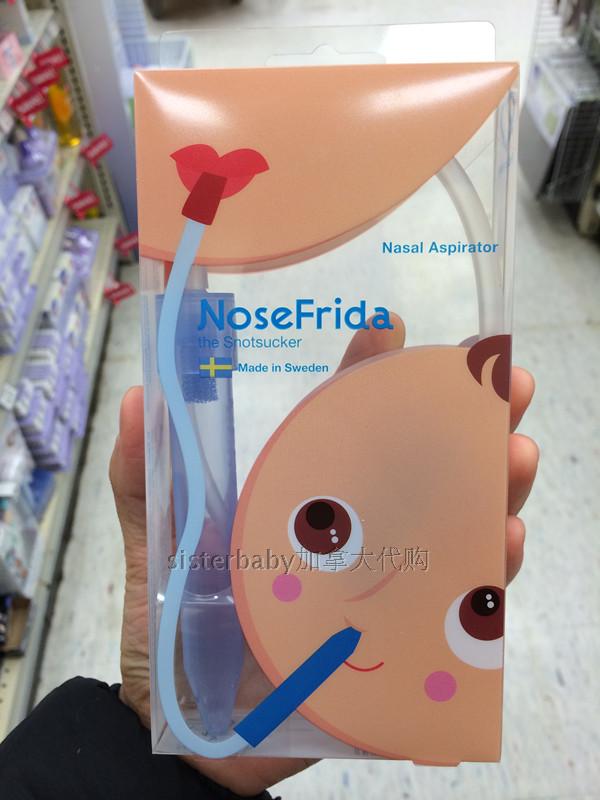 Nasal Aspirator
NoseFrida
the Snotsucker
Made in Sweden
sisterbaby加拿大代购